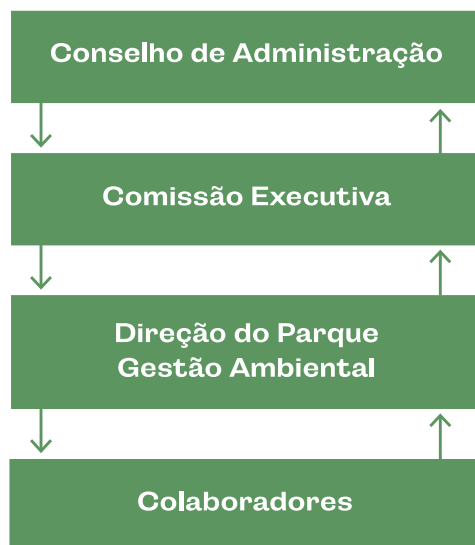 Conselho de Administração
Comissão Executiva
Direção do Parque
Gestão Ambiental
Colaboradores